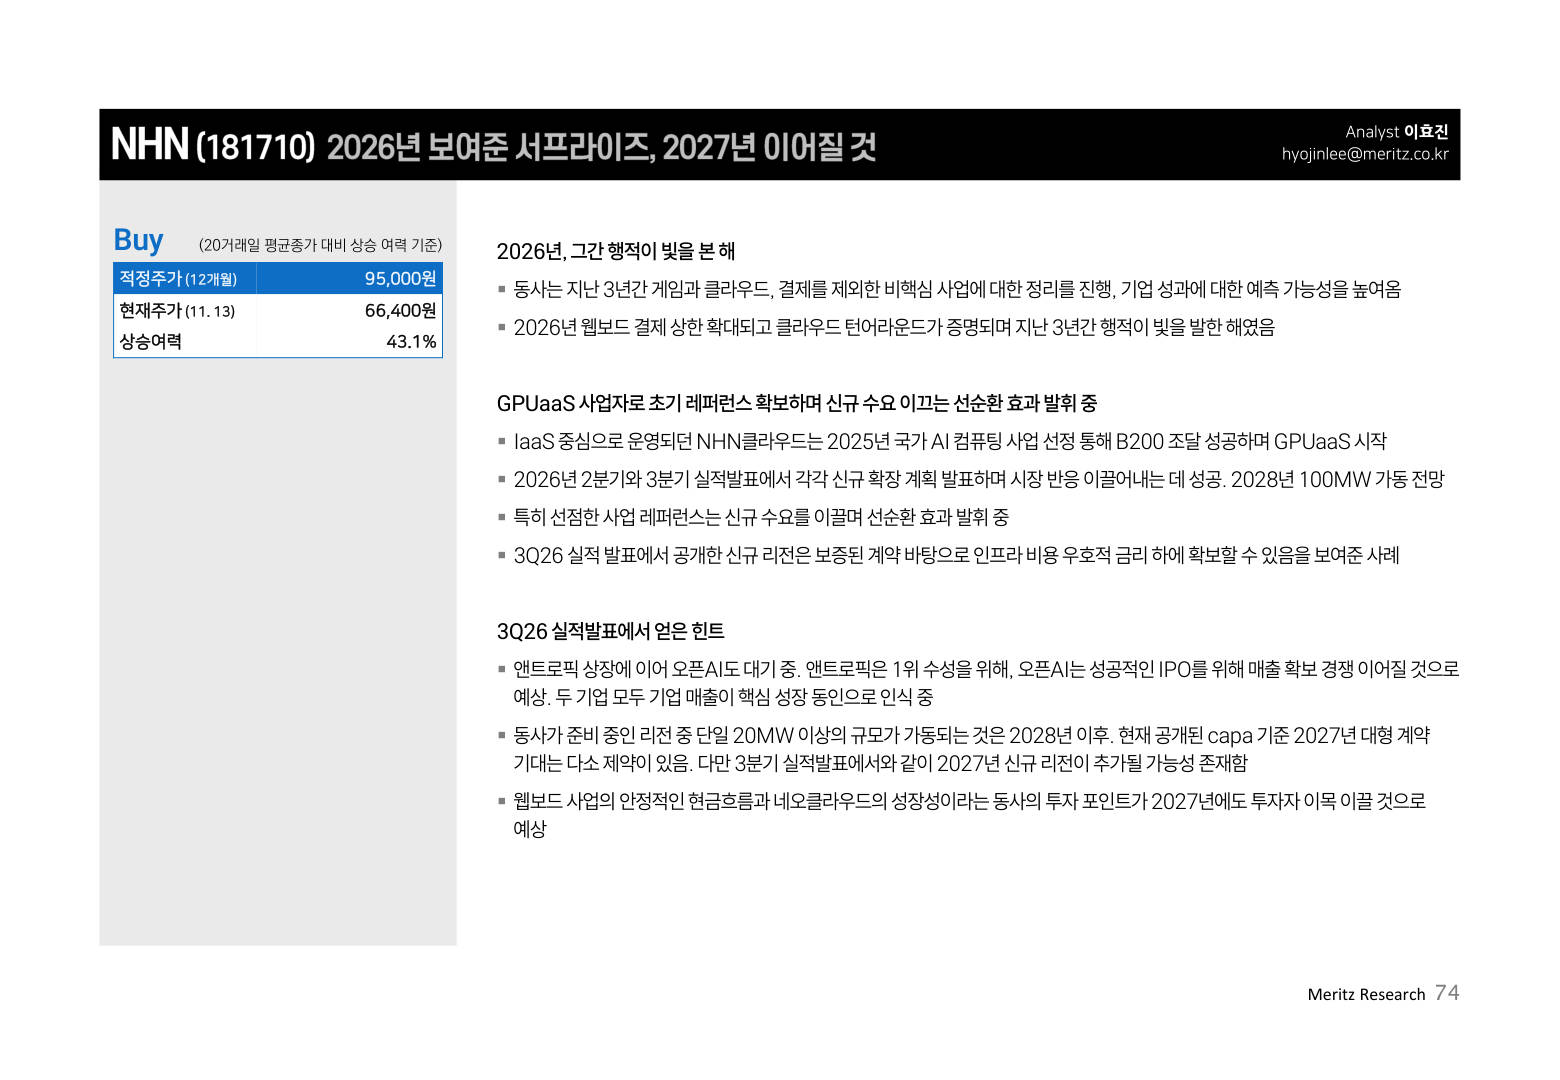 NHN (181710) 2026년 보여준 서프라이즈, 2027년 이어질 것
Analyst 이효진
hyojinlee@meritz.co.kr
Buy (20거래일 평균종가 대비 상승 여력 기준)
적정주가 (12개월) 95,000원
현재주가 (11. 13) 66,400원
상승여력 43.1%
2026년, 그간 행적이 빛을 본 해
▪ 동사는 지난 3년간 게임과 클라우드, 결제를 제외한 비핵심 사업에 대한 정리를 진행, 기업 성과에 대한 예측 가능성을 높여옴
▪ 2026년 웹보드 결제 상한 확대되고 클라우드 턴어라운드가 증명되며 지난 3년간 행적이 빛을 발한 해였음
GPUaaS 사업자로 초기 레퍼런스 확보하며 신규 수요 이끄는 선순환 효과 발휘 중
▪ IaaS 중심으로 운영되던 NHN클라우드는 2025년 국가 AI 컴퓨팅 사업 선정 통해 B200 조달 성공하며 GPUaaS 시작
▪ 2026년 2분기와 3분기 실적발표에서 각각 신규 확장 계획 발표하며 시장 반응 이끌어내는 데 성공. 2028년 100MW 가동 전망
▪ 특히 선점한 사업 레퍼런스는 신규 수요를 이끌며 선순환 효과 발휘 중
▪ 3Q26 실적 발표에서 공개한 신규 리전은 보증된 계약 바탕으로 인프라 비용 우호적 금리 하에 확보할 수 있음을 보여준 사례
3Q26 실적발표에서 얻은 힌트
▪ 앤트로픽 상장에 이어 오픈AI도 대기 중. 앤트로픽은 1위 수성을 위해, 오픈AI는 성공적인 IPO를 위해 매출 확보 경쟁 이어질 것으로
예상. 두 기업 모두 기업 매출이 핵심 성장 동인으로 인식 중
▪ 동사가 준비 중인 리전 중 단일 20MW 이상의 규모가 가동되는 것은 2028년 이후. 현재 공개된 capa 기준 2027년 대형 계약
기대는 다소 제약이 있음. 다만 3분기 실적발표에서와 같이 2027년 신규 리전이 추가될 가능성 존재함
▪ 웹보드 사업의 안정적인 현금흐름과 네오클라우드의 성장성이라는 동사의 투자 포인트가 2027년에도 투자자 이목 이끌 것으로
예상
Meritz Research 74